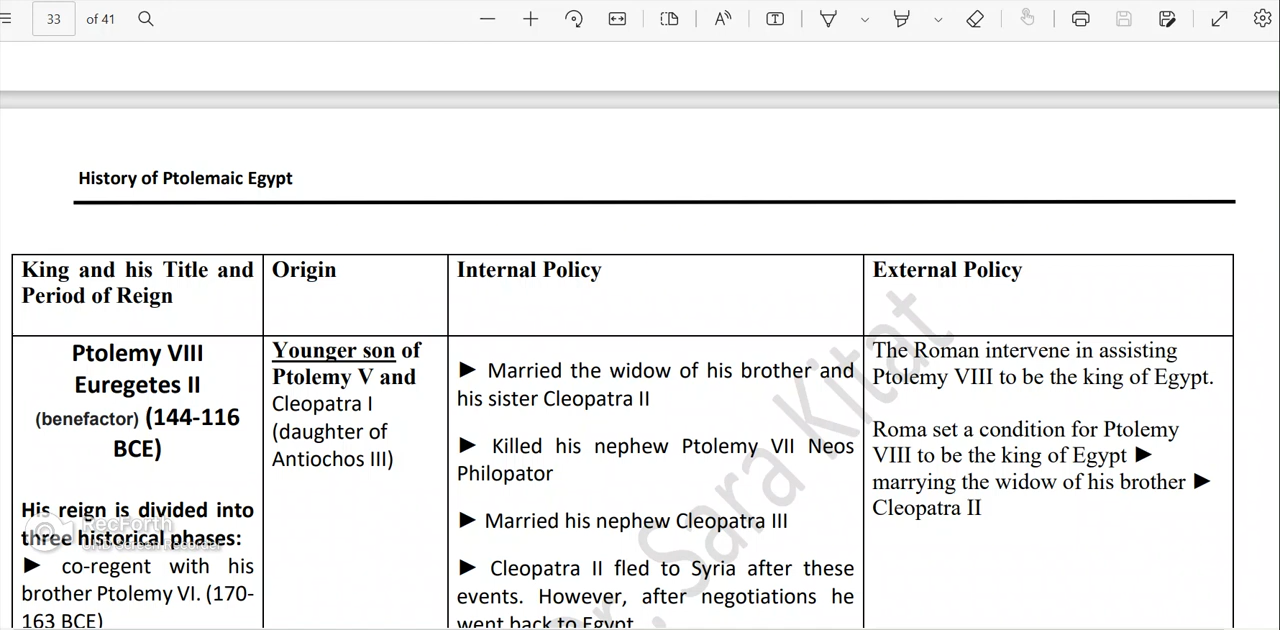 33 of 41
History of Ptolemaic Egypt
King and his Title and
Period of Reign
Origin
Internal Policy
External Policy
Ptolemy VIII
Euregetes II
(benefactor) (144-116
BCE)
His reign is divided into
three historical phases:
► co-regent with his
brother Ptolemy VI. (170-
163 BCE)
Younger son of
Ptolemy V and
Cleopatra I
(daughter of
Antiochos III)
► Married the widow of his brother and
his sister Cleopatra II
► Killed his nephew Ptolemy VII Neos
Philopator
► Married his nephew Cleopatra III
► Cleopatra II fled to Syria after these
events. However, after negotiations he
went back to Egypt
The Roman intervene in assisting
Ptolemy VIII to be the king of Egypt.
Roma set a condition for Ptolemy
VIII to be the king of Egypt ►
marrying the widow of his brother ►
Cleopatra II
Sara Kitat
RecForth